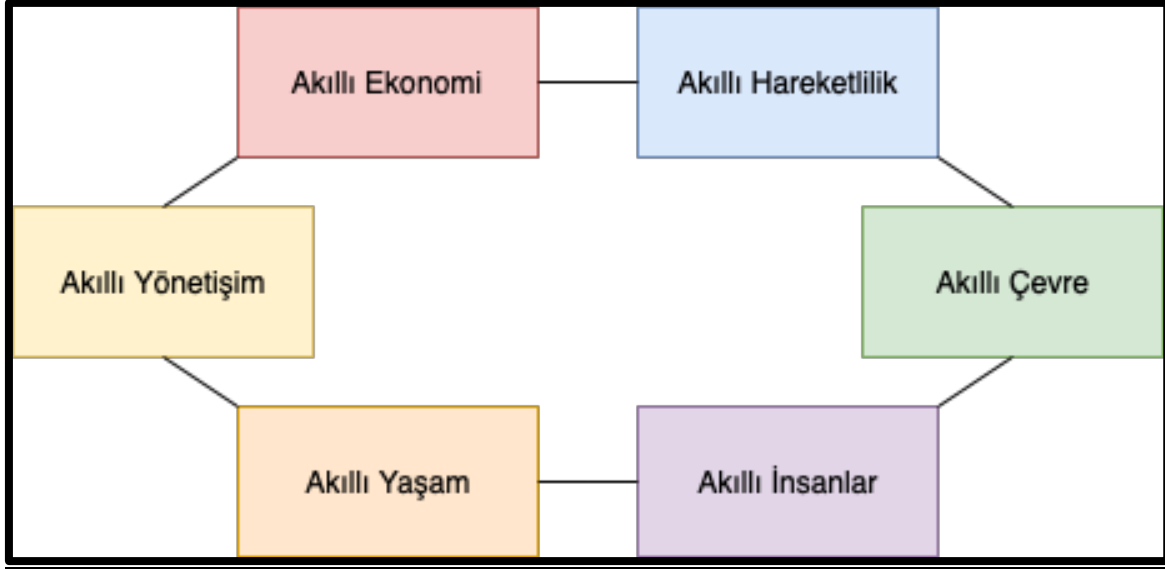 Akıllı Ekonomi
Akıllı Hareketlilik
Akıllı Yönetişim
Akıllı Çevre
Akıllı Yaşam
Akıllı İnsanlar